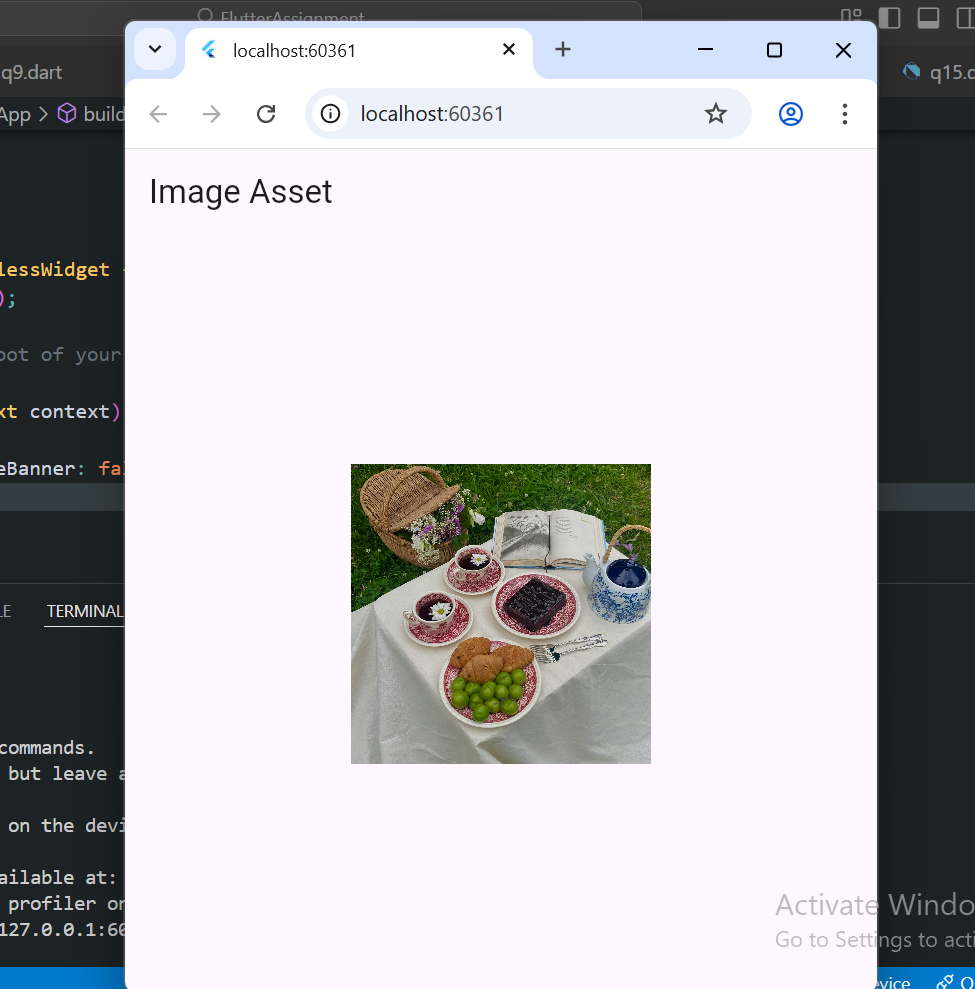 FlutterAssignment
localhost:60361
q9.dart
q15.d
App
build
localhost:60361
Image Asset
lessWidget
);
oot of your
xt context)
eBanner: fal
LE
TERMINAL
commands.
but leave a
on the devi
ailable at:
profiler on
127.0.0.1:60
Activate Windo
Go to Settings to acti
evice